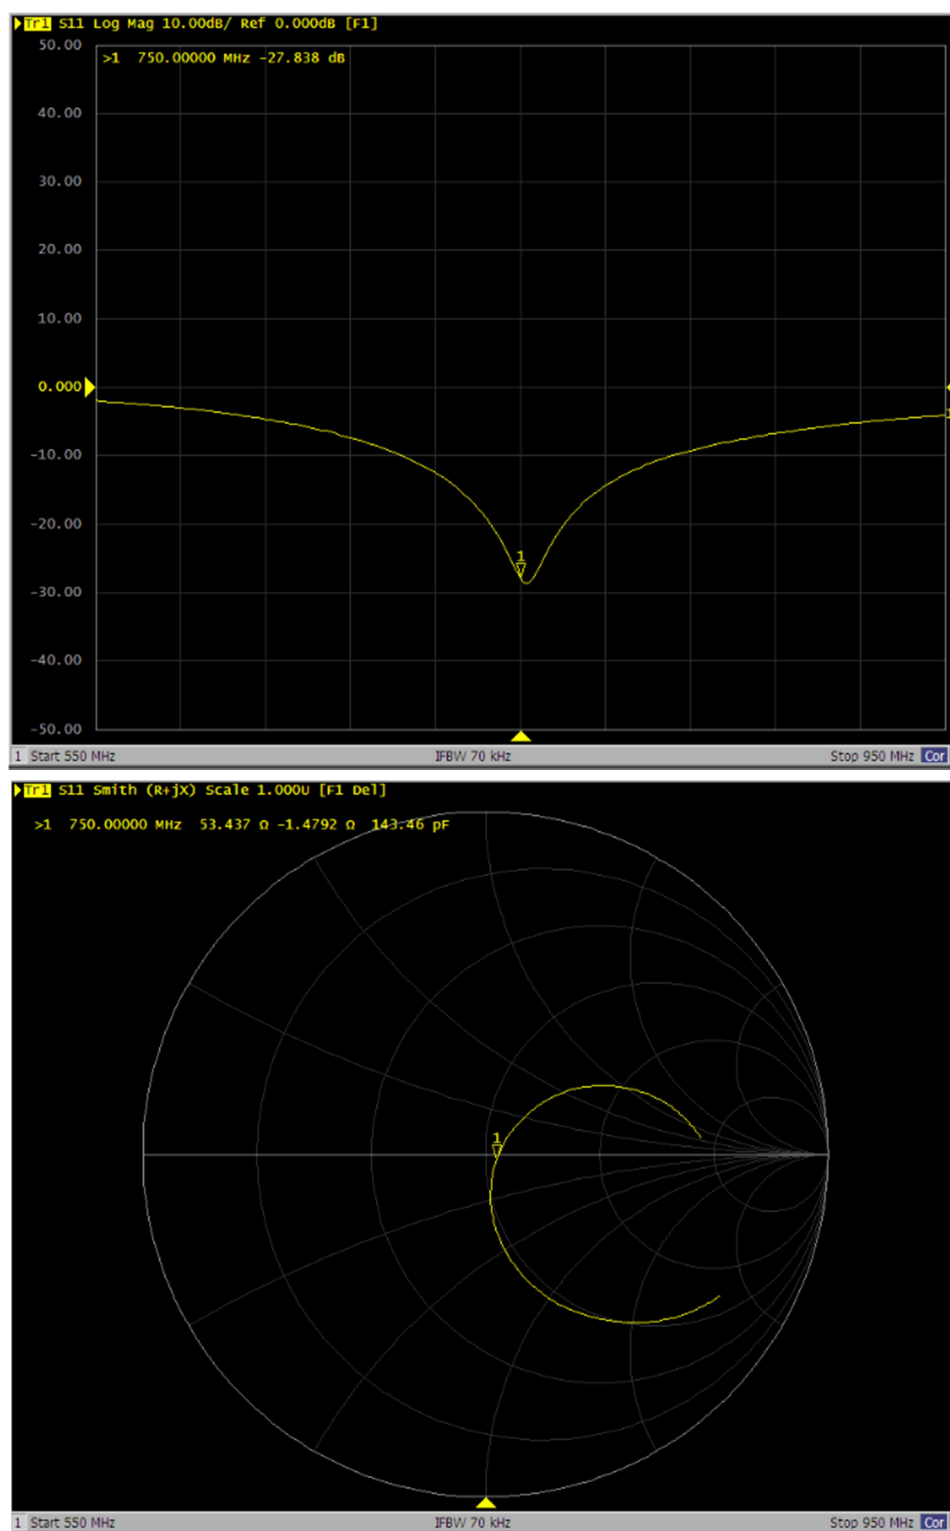 Tr1 S11 Log Mag 10.00dB/ Ref 0.000dB [F1]
50.00
>1 750.00000 MHz -27.838 dB
40.00
30.00
20.00
10.00
0.000
-10.00
-20.00
1
-30.00
-40.00
-50.00
1 Start 550 MHz IFBW 70 kHz Stop 950 MHz Cor
Tr1 S11 Smith (R+jX) Scale 1.000U [F1 Del]
>1 750.00000 MHz 53.437 Ω -1.4792 Ω 143.46 pF
1
1 Start 550 MHz IFBW 70 kHz Stop 950 MHz Cor